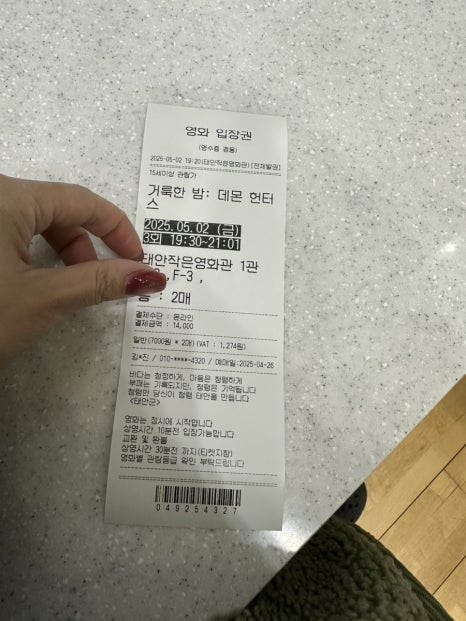 영화 입장권
(영수증 겸용)
2025-05-02 19:20(태안작은영화관) [전체발권]
15세이상 관람가
거룩한 밤: 데몬 헌터
스
2025.05.02 (금)
3회 19:30~21:01
태안작은영화관 1관
,F-3 ,
총 : 2매
결제수단 : 온라인
결제금액 : 14,000
일반(7000원 * 2매)(VAT : 1,274원)
김*진 / 010-****-4320 / 예매일:2025-04-26
바다는 청정하게, 마음은 청렴하게
부패는 기록되지만, 청렴은 기억됩니다
청렴한 당신이 청렴 태안을 만듭니다
<태안군>
영화는 정시에 시작합니다
상영시간 10분전 입장가능합니다
교환 및 환불
상영시간 30분전 까지(티켓지참)
영화별 관람등급 확인 부탁드립니다
049254327